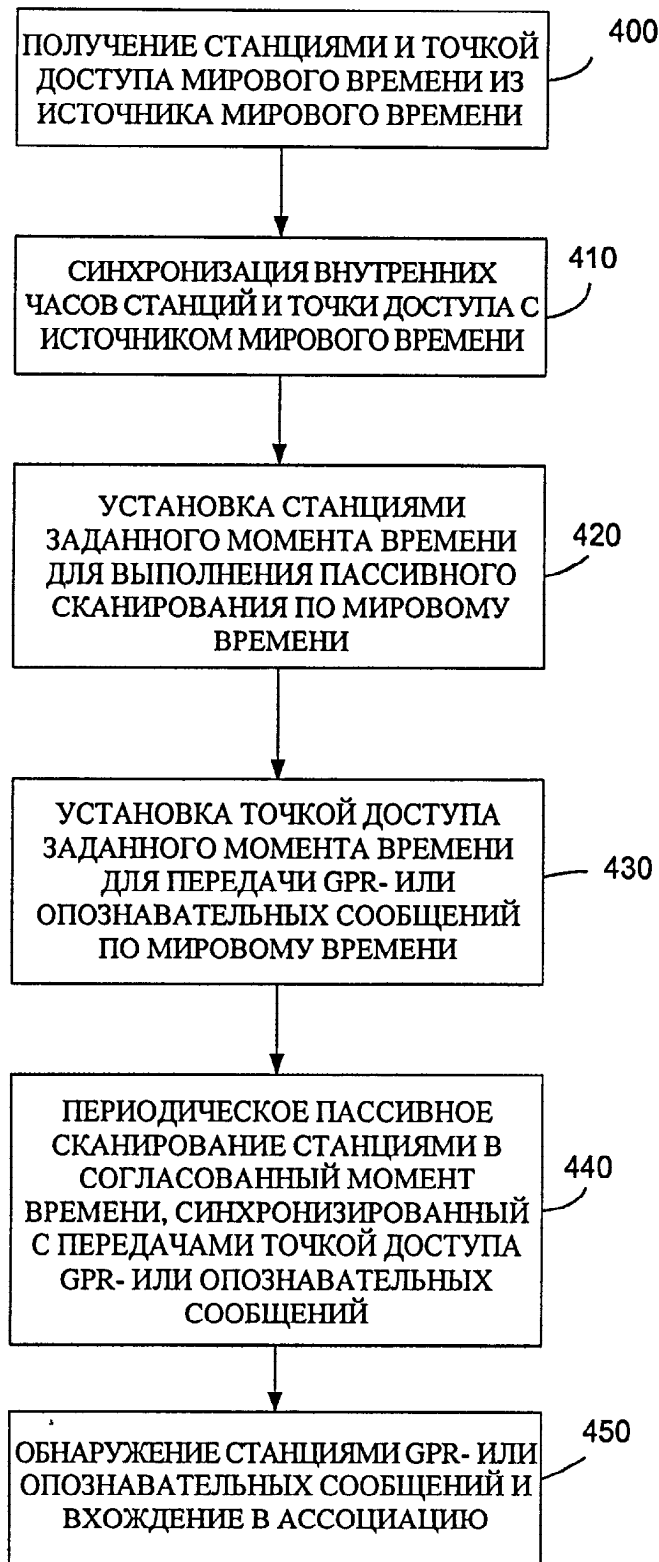 ПОЛУЧЕНИЕ СТАНЦИЯМИ И ТОЧКОЙ
ДОСТУПА МИРОВОГО ВРЕМЕНИ ИЗ
ИСТОЧНИКА МИРОВОГО ВРЕМЕНИ
400
СИНХРОНИЗАЦИЯ ВНУТРЕННИХ
ЧАСОВ СТАНЦИЙ И ТОЧКИ ДОСТУПА С
ИСТОЧНИКОМ МИРОВОГО ВРЕМЕНИ
410
УСТАНОВКА СТАНЦИЯМИ
ЗАДАННОГО МОМЕНТА ВРЕМЕНИ
ДЛЯ ВЫПОЛНЕНИЯ ПАССИВНОГО
СКАНИРОВАНИЯ ПО МИРОВОМУ
ВРЕМЕНИ
420
УСТАНОВКА ТОЧКОЙ ДОСТУПА
ЗАДАННОГО МОМЕНТА ВРЕМЕНИ
ДЛЯ ПЕРЕДАЧИ GPR- ИЛИ
ОПОЗНАВАТЕЛЬНЫХ СООБЩЕНИЙ
ПО МИРОВОМУ ВРЕМЕНИ
430
ПЕРИОДИЧЕСКОЕ ПАССИВНОЕ
СКАНИРОВАНИЕ СТАНЦИЯМИ В
СОГЛАСОВАННЫЙ МОМЕНТ
ВРЕМЕНИ, СИНХРОНИЗИРОВАННЫЙ
С ПЕРЕДАЧАМИ ТОЧКОЙ ДОСТУПА
GPR- ИЛИ ОПОЗНАВАТЕЛЬНЫХ
СООБЩЕНИЙ
440
ОБНАРУЖЕНИЕ СТАНЦИЯМИ GPR- ИЛИ
ОПОЗНАВАТЕЛЬНЫХ СООБЩЕНИЙ И
ВХОЖДЕНИЕ В АССОЦИАЦИЮ
450